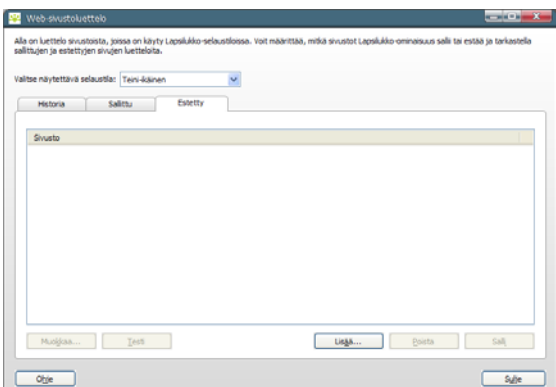 Web-sivustoluettelo
Alla on luettelo sivustoista, joissa on käyty Lapsilukko-selaustiloissa. Voit määrittää, mitkä sivustot Lapsilukko-ominaisuus sallii tai estää ja tarkastella
sallittujen ja estettyjen sivujen luetteloita.
Valitse näytettävä selaustila: Teini-ikäinen
Historia Sallittu Estetty
Sivusto
Muokkaa... Testi Lisää... Poista Salli
Ohje Sulje